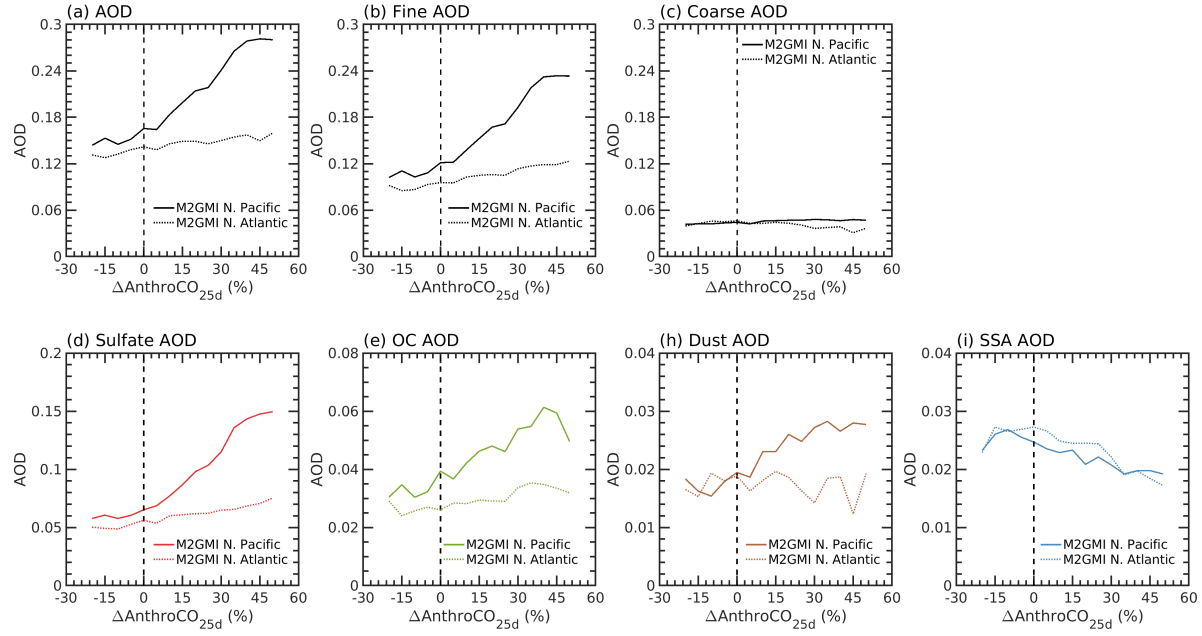 (a) AOD
0.3
0.24
0.18
0.12
0.06
0
AOD
M2GMI N. Pacific
M2GMI N. Atlantic
-30 -15 0 15 30 45 60
ΔAnthroCO25d (%)
(b) Fine AOD
0.3
0.24
0.18
0.12
0.06
0
AOD
M2GMI N. Pacific
M2GMI N. Atlantic
-30 -15 0 15 30 45 60
ΔAnthroCO25d (%)
(c) Coarse AOD
0.3
0.24
0.18
0.12
0.06
0
AOD
M2GMI N. Pacific
M2GMI N. Atlantic
-30 -15 0 15 30 45 60
ΔAnthroCO25d (%)
(d) Sulfate AOD
0.2
0.15
0.1
0.05
0
AOD
M2GMI N. Pacific
M2GMI N. Atlantic
-30 -15 0 15 30 45 60
ΔAnthroCO25d (%)
(e) OC AOD
0.08
0.06
0.04
0.02
0
AOD
M2GMI N. Pacific
M2GMI N. Atlantic
-30 -15 0 15 30 45 60
ΔAnthroCO25d (%)
(h) Dust AOD
0.04
0.03
0.02
0.01
0
AOD
M2GMI N. Pacific
M2GMI N. Atlantic
-30 -15 0 15 30 45 60
ΔAnthroCO25d (%)
(i) SSA AOD
0.04
0.03
0.02
0.01
0
AOD
M2GMI N. Pacific
M2GMI N. Atlantic
-30 -15 0 15 30 45 60
ΔAnthroCO25d (%)